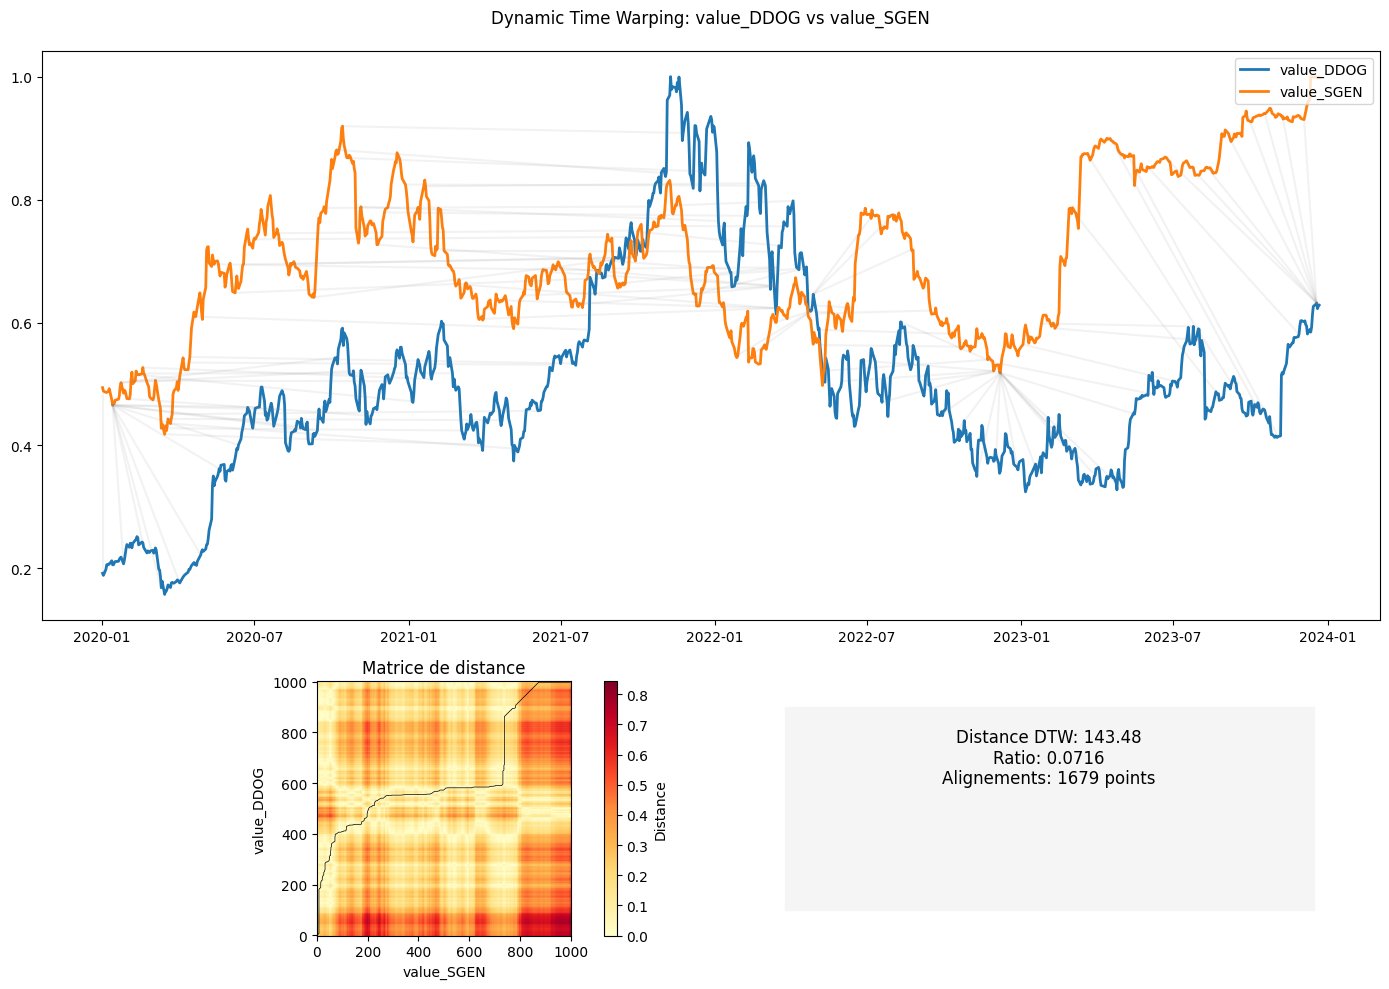 Dynamic Time Warping: value_DDOG vs value_SGEN
value_DDOG
value_SGEN
1.0
0.8
0.6
0.4
0.2
2020-01 2020-07 2021-01 2021-07 2022-01 2022-07 2023-01 2023-07 2024-01
Matrice de distance
value_DDOG
1000
800
600
400
200
0
0 200 400 600 800 1000
value_SGEN
0.8
0.7
0.6
0.5
0.4
0.3
0.2
0.1
0.0
Distance
Distance DTW: 143.48
Ratio: 0.0716
Alignements: 1679 points